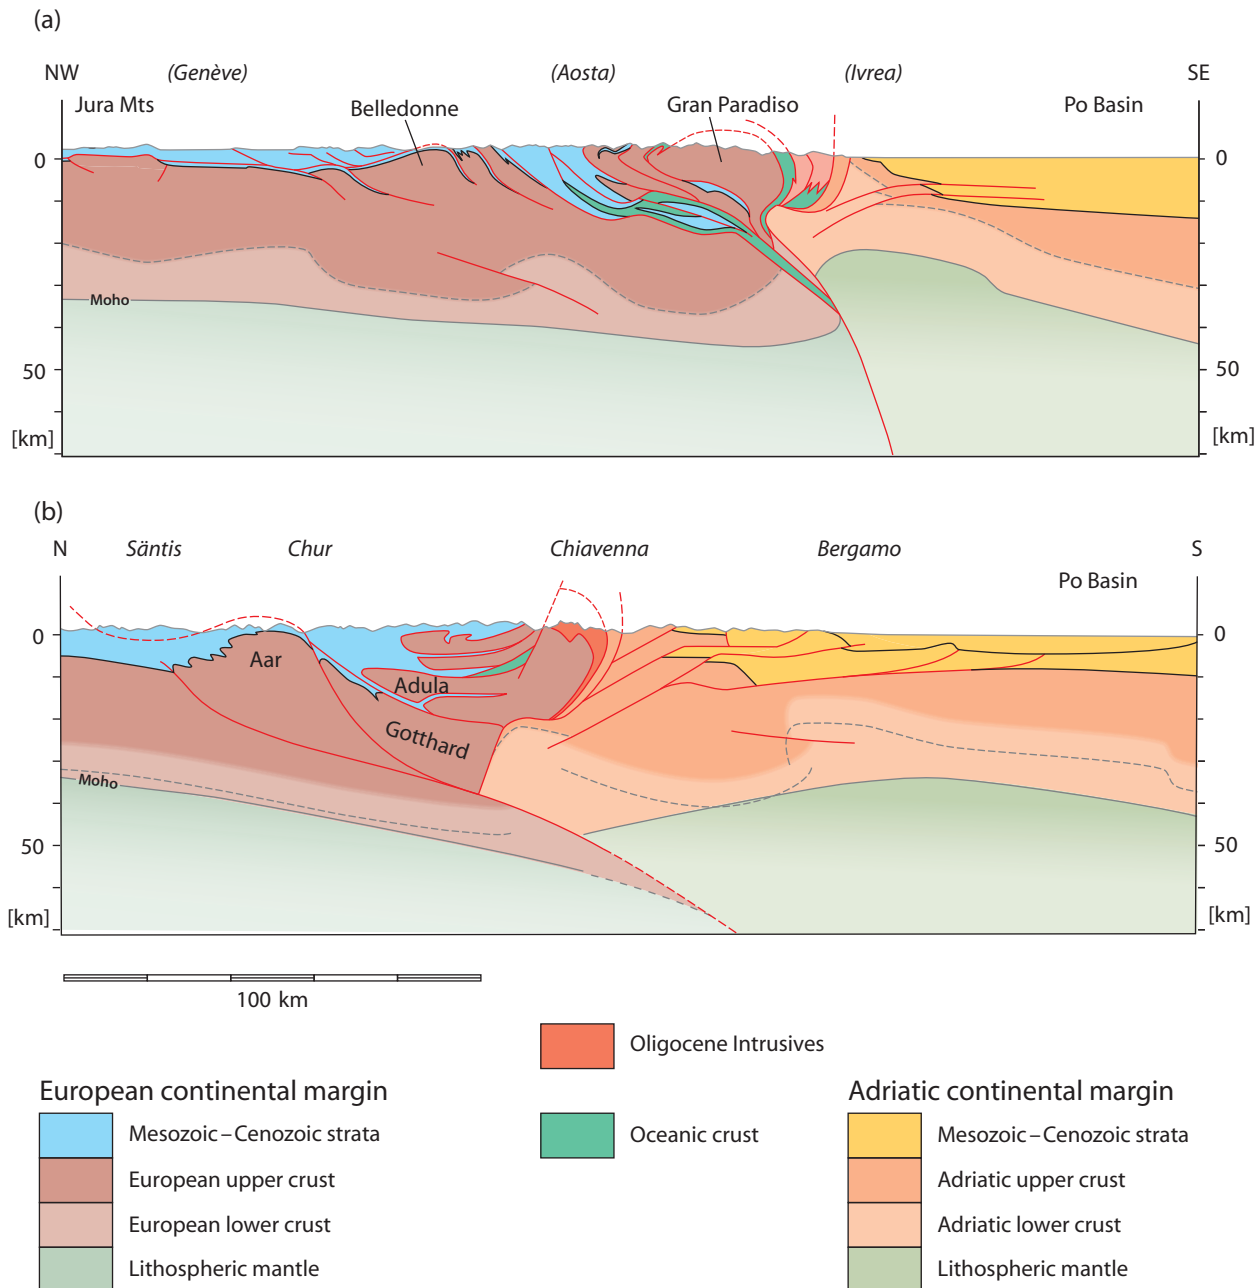 (a)
NW (Genève) (Aosta) (Ivrea) SE
Jura Mts Belledonne Gran Paradiso Po Basin
0 0
Moho
50 50
[km] [km]
(b)
N Säntis Chur Chiavenna Bergamo S
Po Basin
0 0
Aar
Adula
Gotthard
Moho
50 50
[km] [km]
100 km
Oligocene Intrusives
European continental margin Adriatic continental margin
Mesozoic – Cenozoic strata Oceanic crust Mesozoic – Cenozoic strata
European upper crust Adriatic upper crust
European lower crust Adriatic lower crust
Lithospheric mantle Lithospheric mantle